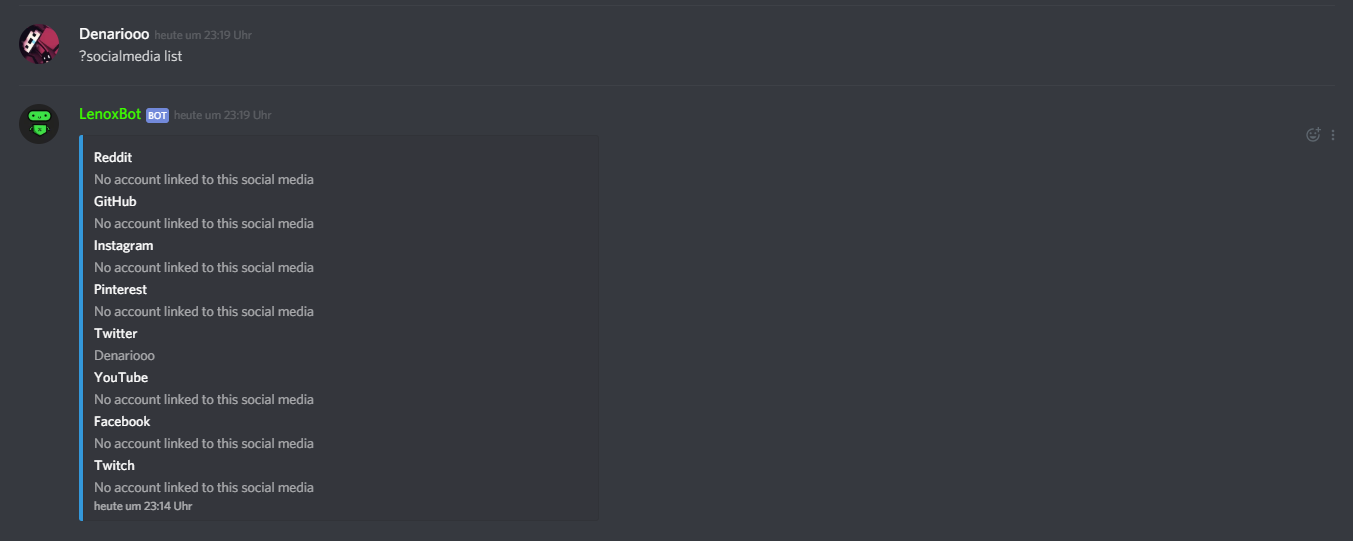 Denariooo heute um 23:19 Uhr
?socialmedia list
LenoxBot BOT heute um 23:19 Uhr
Reddit
No account linked to this social media
GitHub
No account linked to this social media
Instagram
No account linked to this social media
Pinterest
No account linked to this social media
Twitter
Denariooo
YouTube
No account linked to this social media
Facebook
No account linked to this social media
Twitch
No account linked to this social media
heute um 23:14 Uhr